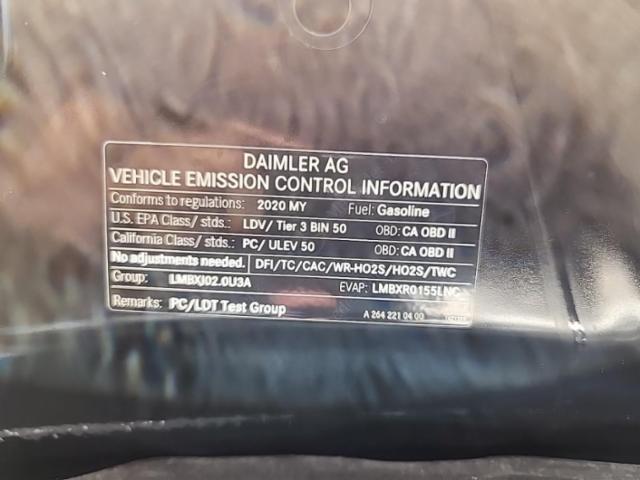 DAIMLER AG
VEHICLE EMISSION CONTROL INFORMATION
Conforms to regulations: 2020 MY Fuel: Gasoline
U.S. EPA Class/ stds.: LDV/ Tier 3 BIN 50 OBD: CA OBD II
California Class/ stds.: PC/ ULEV 50 OBD: CA OBD II
No adjustments needed. DFI/TC/CAC/WR-HO2S/HO2S/TWC
Group: LMBXJ02.0U3A EVAP: LMBXR0155LNC
Remarks: PC/LDT Test Group A 264 221 04 00